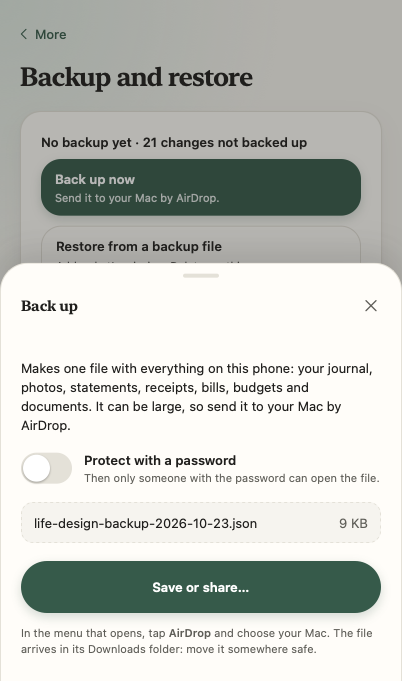 More
Backup and restore
No backup yet · 21 changes not backed up
Back up now
Send it to your Mac by AirDrop.
Restore from a backup file
Back up
Makes one file with everything on this phone: your journal,
photos, statements, receipts, bills, budgets and
documents. It can be large, so send it to your Mac by
AirDrop.
Protect with a password
Then only someone with the password can open the file.
life-design-backup-2026-10-23.json 9 KB
Save or share...
In the menu that opens, tap AirDrop and choose your Mac. The file
arrives in its Downloads folder: move it somewhere safe.